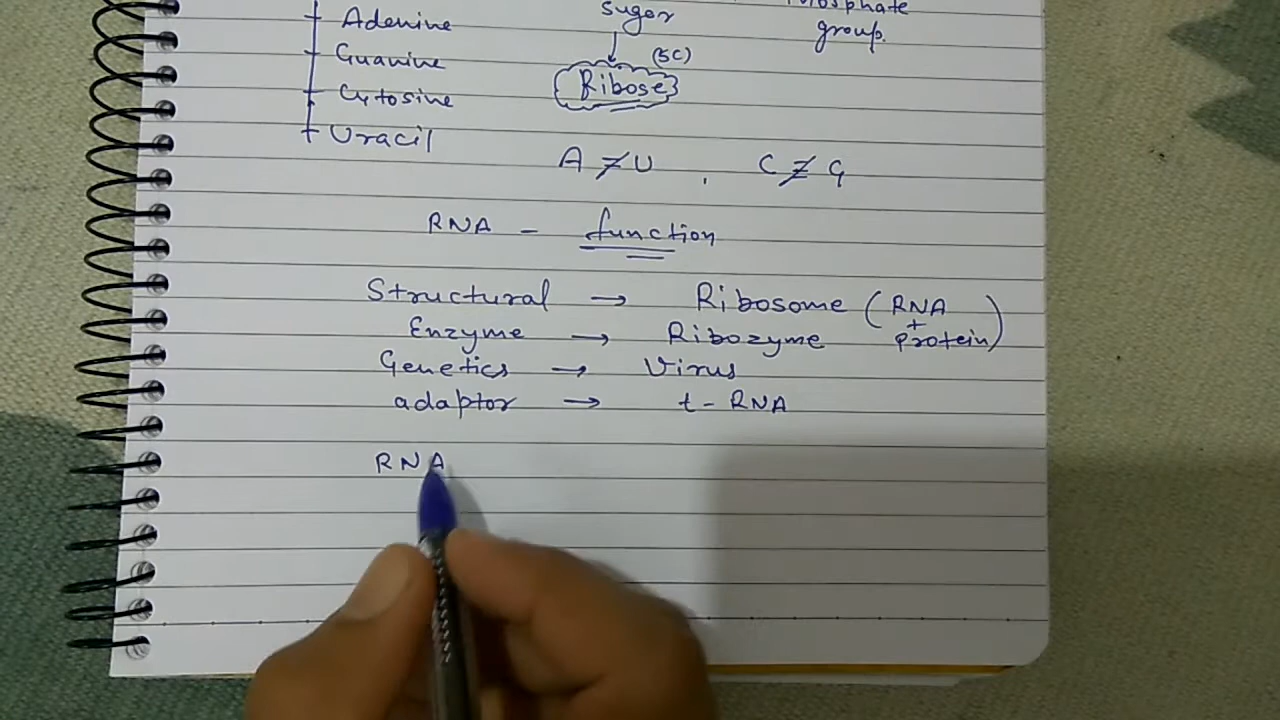 Adenine
sugar
Phosphate
group.
Guanine
(5C)
Ribose
Cytosine
Uracil
A ≠ U , C ≠ G
RNA - function
Structural → Ribosome (RNA + protein)
Enzyme → Ribozyme
Genetics → Virus
adaptor → t-RNA
RNA